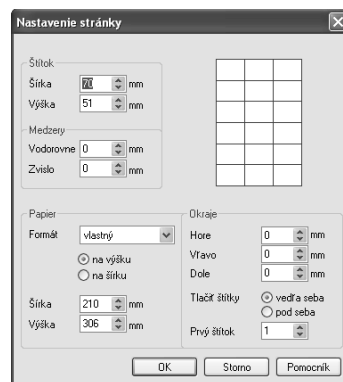 Nastavenie stránky
Štítok
Šírka 70 mm
Výška 51 mm
Medzery
Vodorovne 0 mm
Zvislo 0 mm
Papier
Formát vlastný
na výšku
na šírku
Šírka 210 mm
Výška 306 mm
Okraje
Hore 0 mm
Vľavo 0 mm
Dole 0 mm
Tlačiť štítky vedľa seba
pod seba
Prvý štítok 1
OK Storno Pomocník